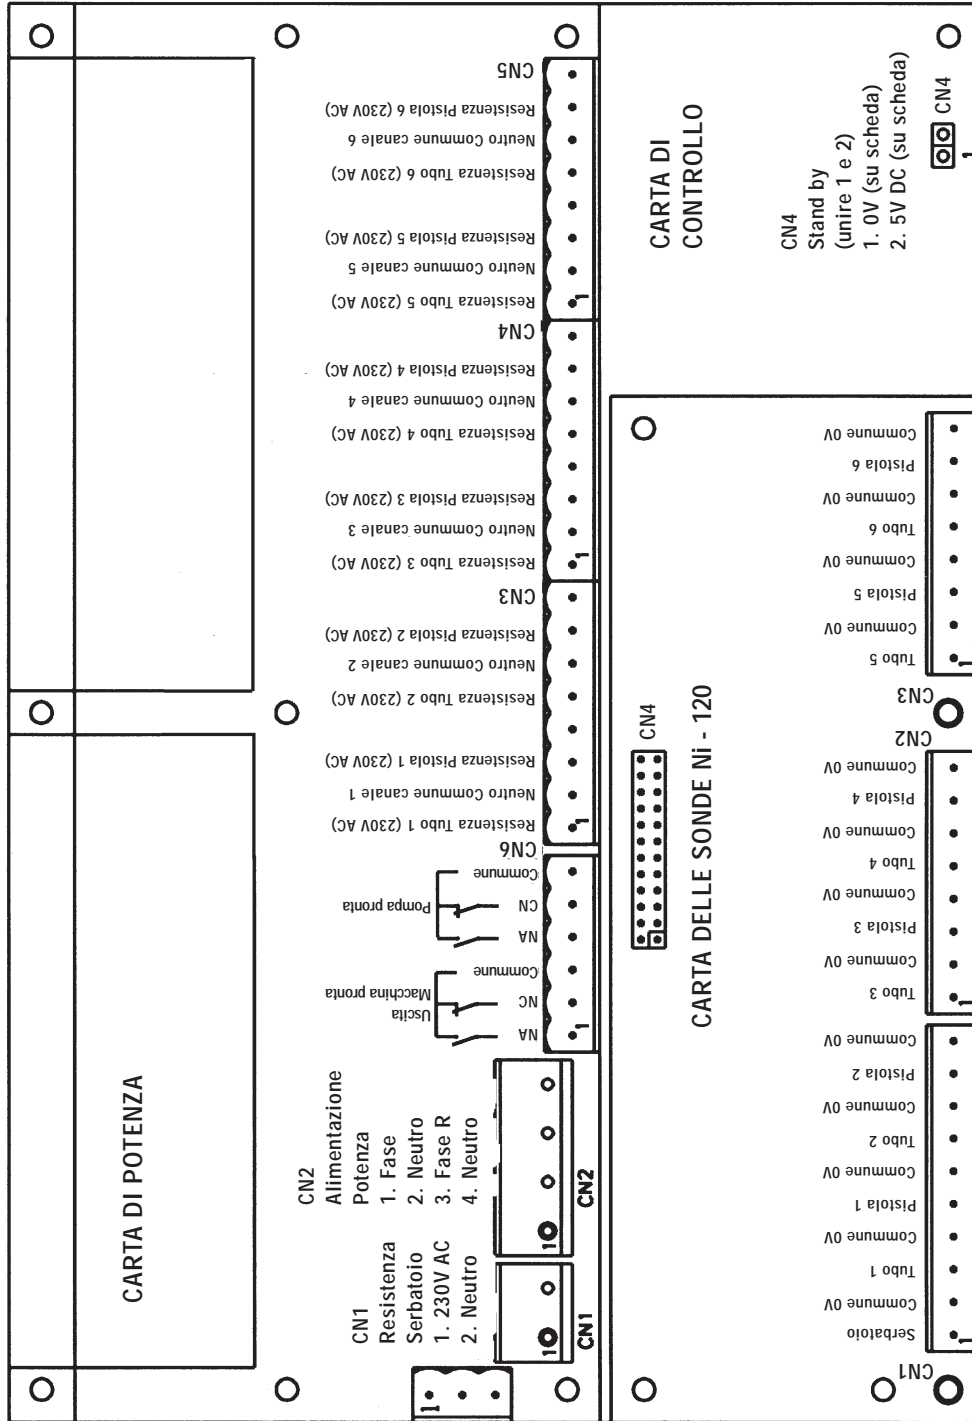 CN5
Resistenza Pistola 6 (230V AC)
Neutro Commune canale 6
Resistenza Tubo 6 (230V AC)
Resistenza Pistola 5 (230V AC)
Neutro Commune canale 5
Resistenza Tubo 5 (230V AC)
1
CN4
Resistenza Pistola 4 (230V AC)
Neutro Commune canale 4
Resistenza Tubo 4 (230V AC)
Resistenza Pistola 3 (230V AC)
Neutro Commune canale 3
Resistenza Tubo 3 (230V AC)
1
CN3
Resistenza Pistola 2 (230V AC)
Neutro Commune canale 2
Resistenza Tubo 2 (230V AC)
Resistenza Pistola 1 (230V AC)
Neutro Commune canale 1
Resistenza Tubo 1 (230V AC)
1
CN6
Commune
CN
NA
Pompa pronta
Commune
NC
NA
Uscita
Macchina pronta
1
CARTA DI POTENZA
CN2
Alimentazione
Potenza
1. Fase
2. Neutro
3. Fase R
4. Neutro
1
CN2
CN1
Resistenza
Serbatoio
1. 230V AC
2. Neutro
1
CN1
1
CARTA DI
CONTROLLO
CN4
Stand by
(unire 1 e 2)
1. 0V (su scheda)
2. 5V DC (su scheda)
CN4
1
CN4
CARTA DELLE SONDE Ni - 120
Commune 0V
Pistola 6
Commune 0V
Tubo 6
Commune 0V
Pistola 5
Commune 0V
Tubo 5
1
CN3
CN2
Commune 0V
Pistola 4
Commune 0V
Tubo 4
Commune 0V
Pistola 3
Commune 0V
Tubo 3
1
Commune 0V
Pistola 2
Commune 0V
Tubo 2
Commune 0V
Pistola 1
Commune 0V
Tubo 1
Commune 0V
Serbatoio
1
CN1